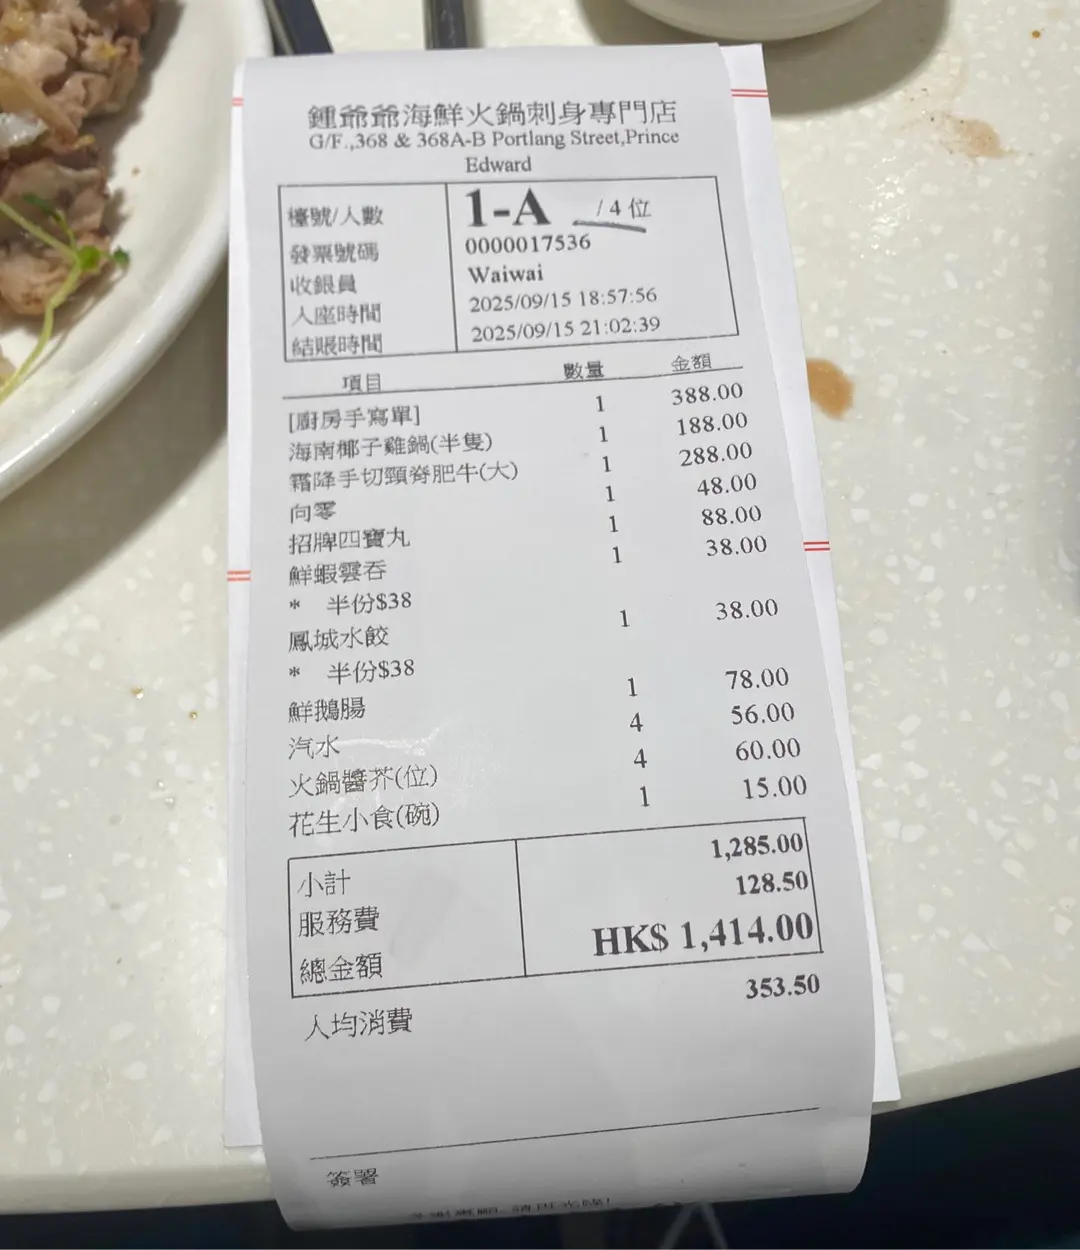 鍾爺爺海鮮火鍋刺身專門店
G/F.,368 & 368A-B Portlang Street,Prince
Edward
檯號/人數 1-A / 4 位
發票號碼 0000017536
收銀員 Waiwai
入座時間 2025/09/15 18:57:56
結賬時間 2025/09/15 21:02:39
項目 數量 金額
[廚房手寫單] 1 388.00
海南椰子雞鍋(半隻) 1 188.00
霜降手切頸脊肥牛(大) 1 288.00
向零 1 48.00
招牌四寶丸 1 88.00
鮮蝦雲吞 1 38.00
* 半份$38
鳳城水餃 1 38.00
* 半份$38
鮮鵝腸 1 78.00
汽水 4 56.00
火鍋醬芥(位) 4 60.00
花生小食(碗) 1 15.00
小計 1,285.00
服務費 128.50
總金額 HK$ 1,414.00
人均消費 353.50
簽署